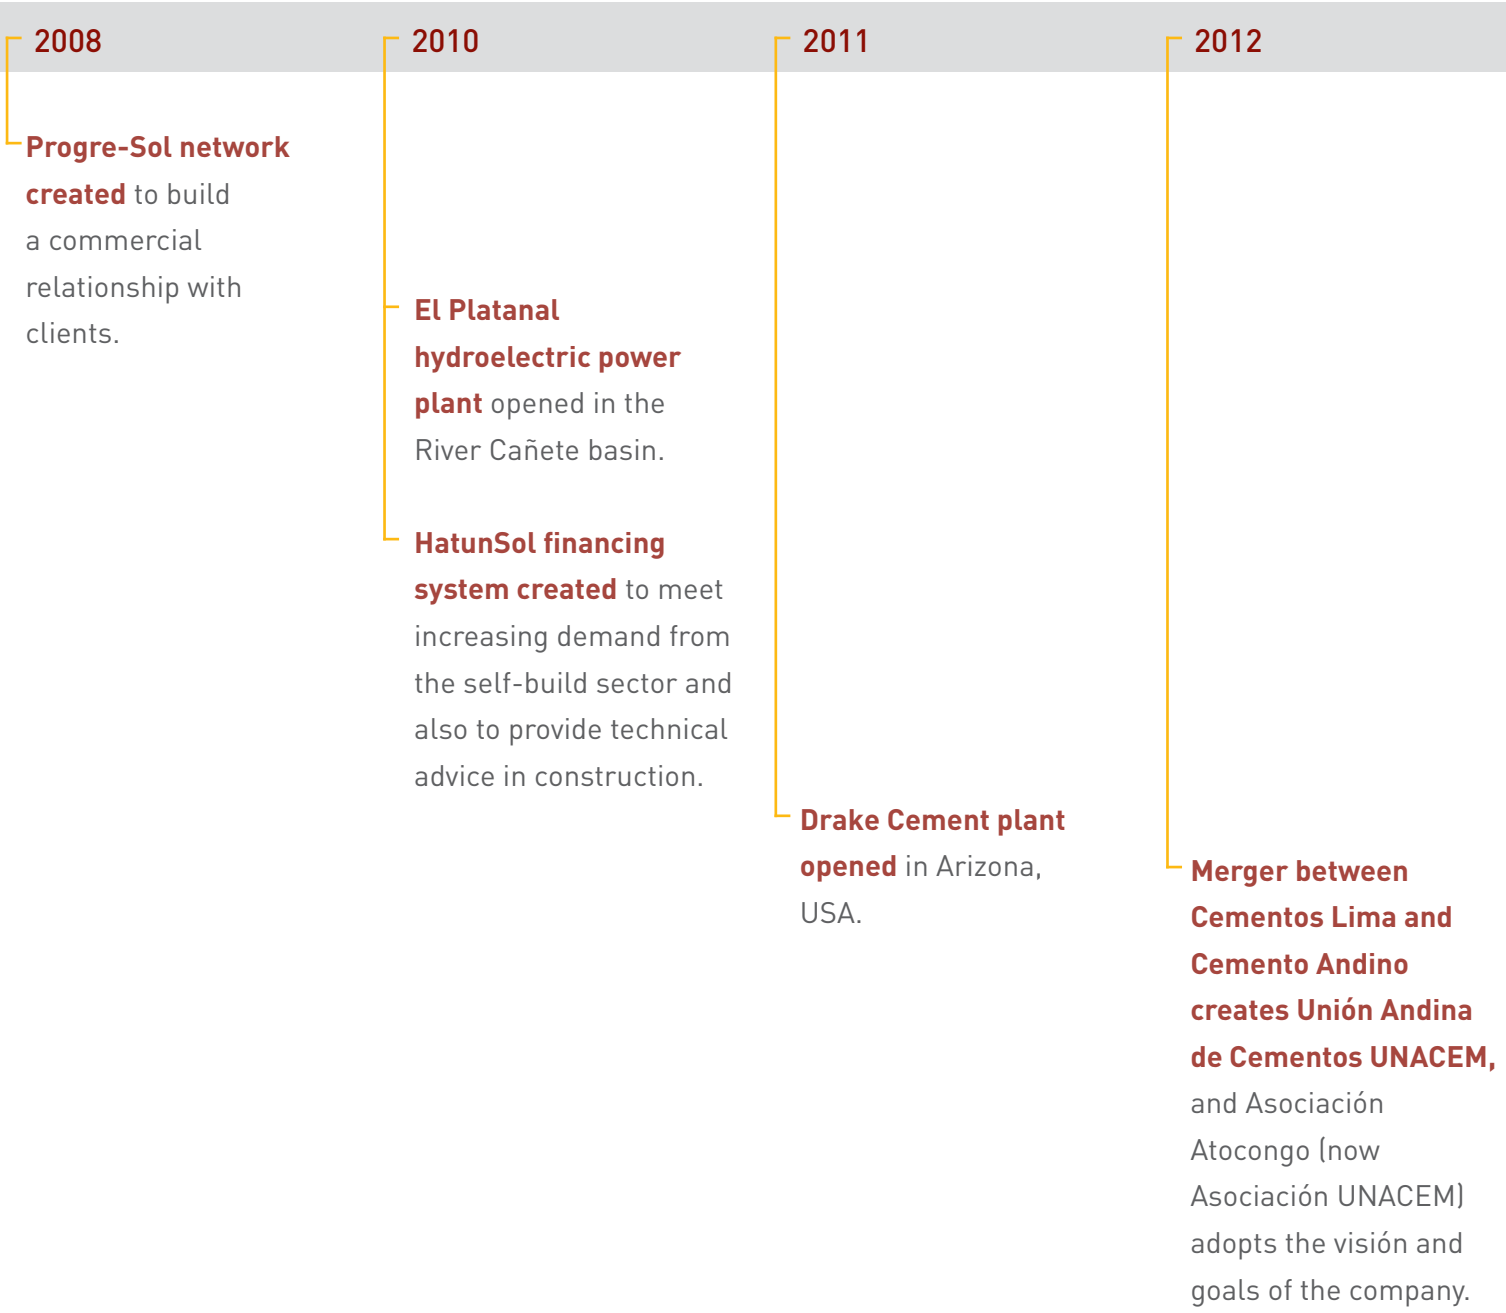 2008
Progre-Sol network
created to build
a commercial
relationship with
clients.
2010
El Platanal
hydroelectric power
plant opened in the
River Cañete basin.
HatunSol financing
system created to meet
increasing demand from
the self-build sector and
also to provide technical
advice in construction.
2011
Drake Cement plant
opened in Arizona,
USA.
2012
Merger between
Cementos Lima and
Cemento Andino
creates Unión Andina
de Cementos UNACEM,
and Asociación
Atocongo (now
Asociación UNACEM)
adopts the visión and
goals of the company.